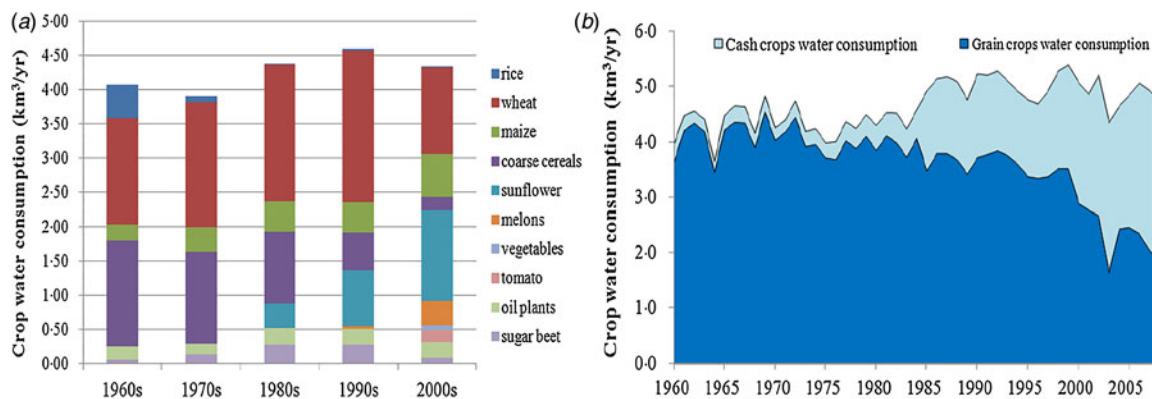 (a)
Crop water consumption (km³/yr)
5·00
4·50
4·00
3·50
3·00
2·50
2·00
1·50
1·00
0·50
0·00
1960s 1970s 1980s 1990s 2000s
rice
wheat
maize
coarse cereals
sunflower
melons
vegetables
tomato
oil plants
sugar beet
(b)
Crop water consumption (km³/yr)
6·0
5·0
4·0
3·0
2·0
1·0
0·0
Cash crops water consumption Grain crops water consumption
1960 1965 1970 1975 1980 1985 1990 1995 2000 2005